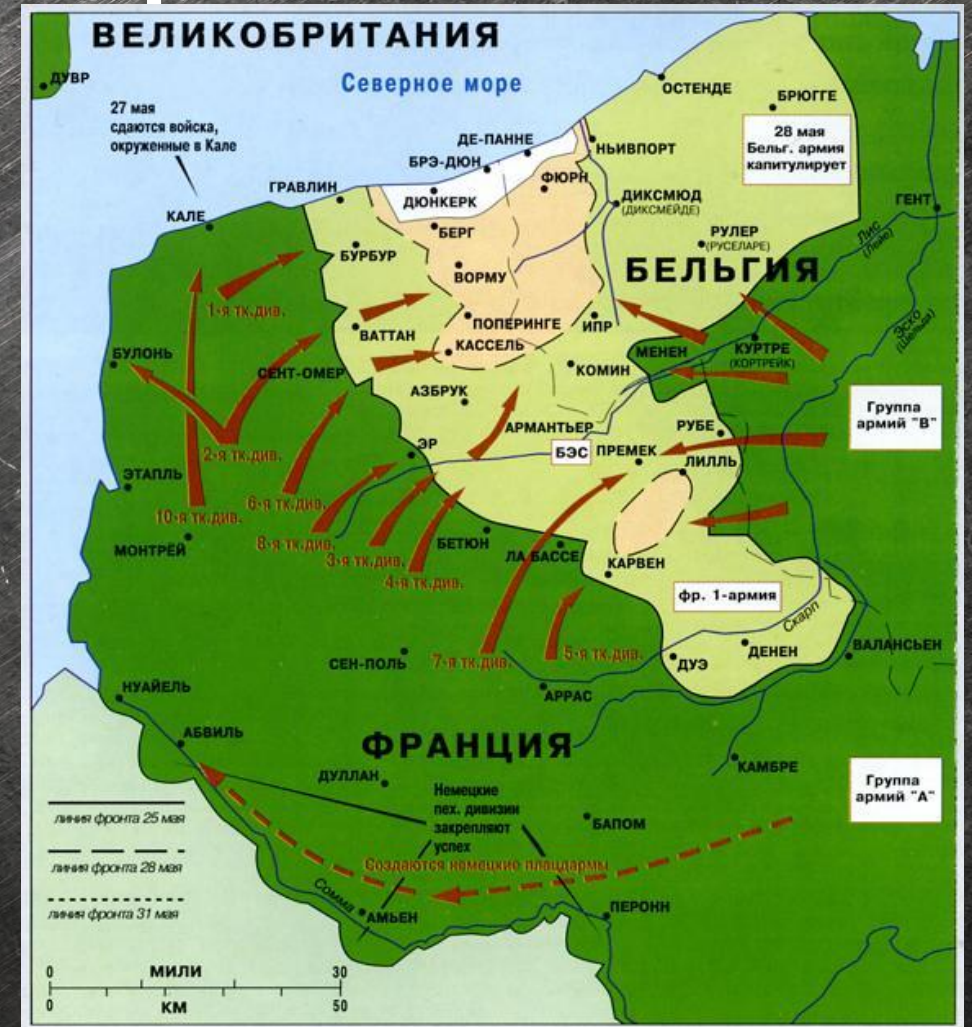 ВЕЛИКОБРИТАНИЯ
ДУВР
Северное море
ОСТЕНДЕ
БРЮГГЕ
27 мая
сдаются войска,
окруженные в Кале
28 мая
Бельг. армия
капитулирует
ДЕ-ПАННЕ
НЬИВПОРТ
БРЭ-ДЮН
ФЮРН
ГРАВЛИН
ДЮНКЕРК
ДИКСМЮД
(ДИКСМЕЙДЕ)
ГЕНТ
КАЛЕ
БЕРГ
РУЛЕР
(РУСЕЛАРЕ)
Лис
(Лейе)
БУРБУР
ВОРМУ
БЕЛЬГИЯ
1-я тк.див.
ПОПЕРИНГЕ
ИПР
Эско
(Шельда)
ВАТТАН
КАССЕЛЬ
МЕНЕН
КУРТРЕ
(КОРТРЕЙК)
БУЛОНЬ
СЕНТ-ОМЕР
КОМИН
АЗБРУК
Группа
армий "В"
АРМАНТЬЕР
РУБЕ
ЭР
БЭС
ПРЕМЕК
ЛИЛЛЬ
2-я тк.див.
ЭТАПЛЬ
6-я тк.див.
10-я тк.див.
МОНТРЁЙ
8-я тк.див.
БЕТЮН
3-я тк.див.
ЛА БАССЕ
4-я тк.див.
КАРВЕН
фр. 1-армия
Скарп
СЕН-ПОЛЬ
7-я тк.див.
5-я тк.див.
ДУЭ
ДЕНЕН
ВАЛАНСЬЕН
НУАЙЕЛЬ
АРРАС
АБВИЛЬ
ФРАНЦИЯ
КАМБРЕ
ДУЛЛАН
Группа
армий "А"
Немецкие
пех. дивизии
закрепляют
успех
БАПОМ
линия фронта 25 мая
Создаются немецкие плацдармы
линия фронта 28 мая
Сомма
АМЬЕН
ПЕРОНН
линия фронта 31 мая
0 МИЛИ 30
0 КМ 50